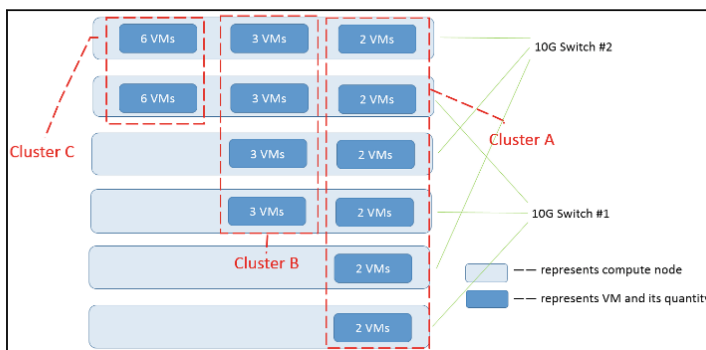 6 VMs 3 VMs 2 VMs
10G Switch #2
6 VMs 3 VMs 2 VMs
Cluster C
3 VMs 2 VMs
Cluster A
3 VMs 2 VMs
10G Switch #1
Cluster B
2 VMs
represents compute node
represents VM and its quantity
2 VMs